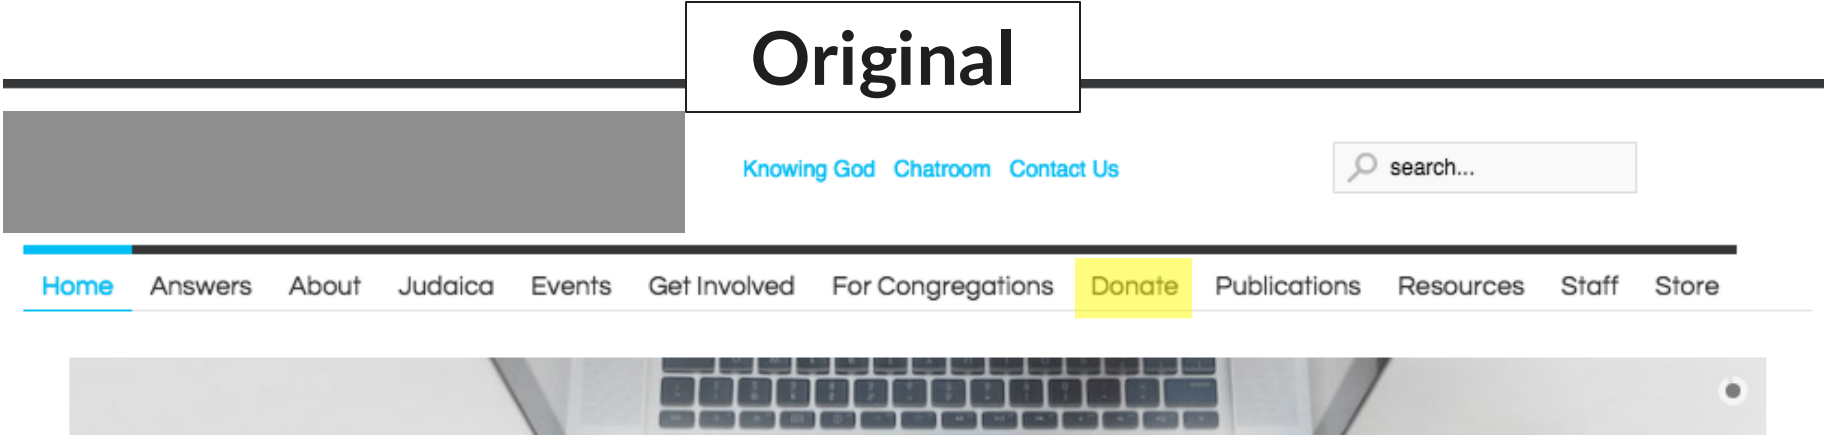 Original
Knowing God Chatroom Contact Us
search...
Home Answers About Judaica Events Get Involved For Congregations Donate Publications Resources Staff Store